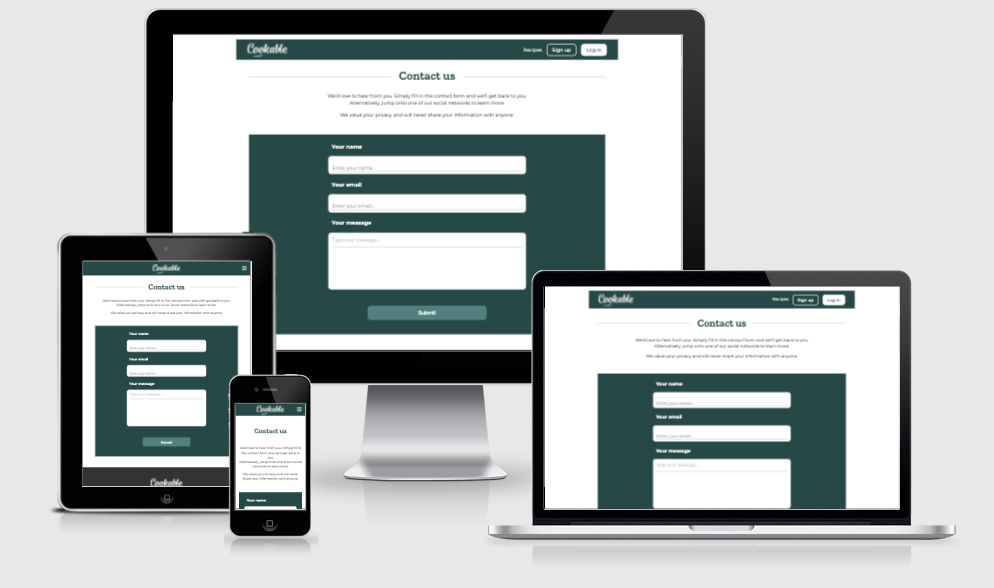 Cookable
Recipes Sign up Log in
Contact us
We'd love to hear from you. Simply fill in the contact form and we'll get back to you.
Alternatively, jump onto one of our social networks to learn more.
We value your privacy and will never share your information with anyone.
Your name
Enter your name...
Your email
Enter your email...
Your message
Type your message...
Submit
Cookable
Contact us
We'd love to hear from you. Simply fill in the contact form and we'll get back to you.
Alternatively, jump onto one of our social networks to learn more.
We value your privacy and will never share your information with anyone.
Your name
Enter your name...
Your email
Enter your email...
Your message
Type your message...
Submit
Cookable
Cookable
Contact us
We'd love to hear from you. Simply fill in
the contact form and we'll get back to
you.
Alternatively, jump onto one of our social
networks to learn more.
We value your privacy and will never
share your information with anyone.
Your name
Cookable
Recipes Sign up Log in
Contact us
We'd love to hear from you. Simply fill in the contact form and we'll get back to you.
Alternatively, jump onto one of our social networks to learn more.
We value your privacy and will never share your information with anyone.
Your name
Enter your name...
Your email
Enter your email...
Your message
Type your message...